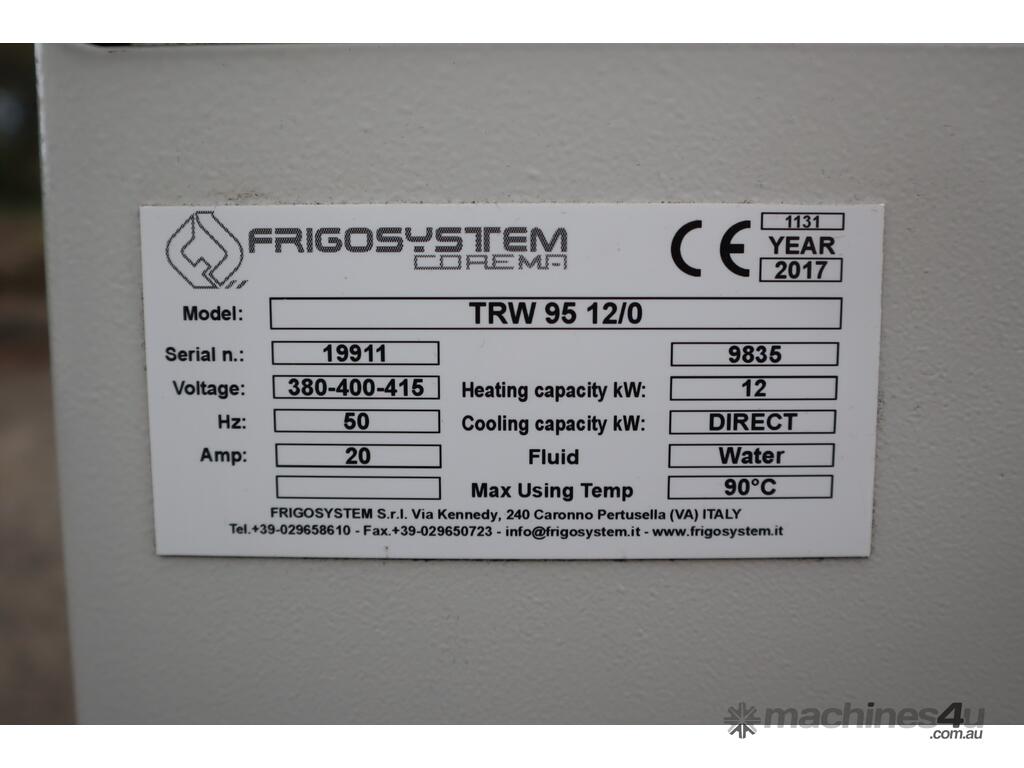 FRIGOSYSTEM
COREMA
CE
1131
YEAR
2017
Model: TRW 95 12/0
Serial n.: 19911 9835
Voltage: 380-400-415 Heating capacity kW: 12
Hz: 50 Cooling capacity kW: DIRECT
Amp: 20 Fluid Water
Max Using Temp 90°C
FRIGOSYSTEM S.r.l. Via Kennedy, 240 Caronno Pertusella (VA) ITALY
Tel.+39-029658610 - Fax.+39-029650723 - info@frigosystem.it - www.frigosystem.it
machines4u
.com.au